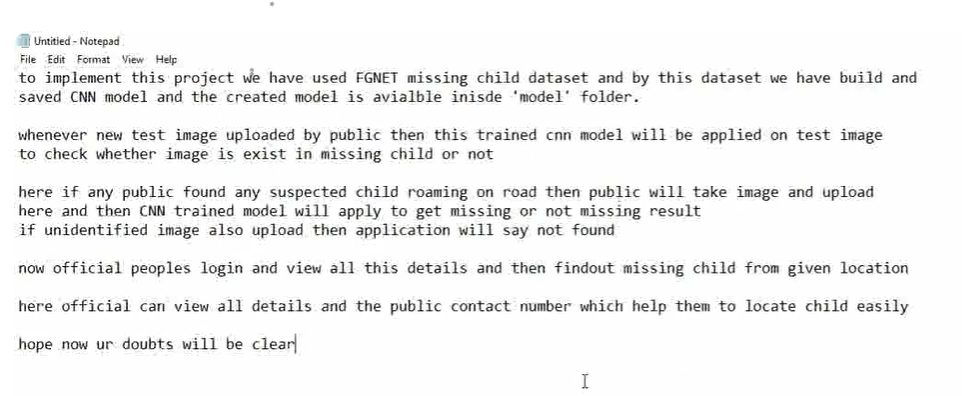 Untitled - Notepad
File Edit Format View Help
to implement this project we have used FGNET missing child dataset and by this dataset we have build and
saved CNN model and the created model is avialble inisde 'model' folder.
whenever new test image uploaded by public then this trained cnn model will be applied on test image
to check whether image is exist in missing child or not
here if any public found any suspected child roaming on road then public will take image and upload
here and then CNN trained model will apply to get missing or not missing result
if unidentified image also upload then application will say not found
now official peoples login and view all this details and then findout missing child from given location
here official can view all details and the public contact number which help them to locate child easily
hope now ur doubts will be clear